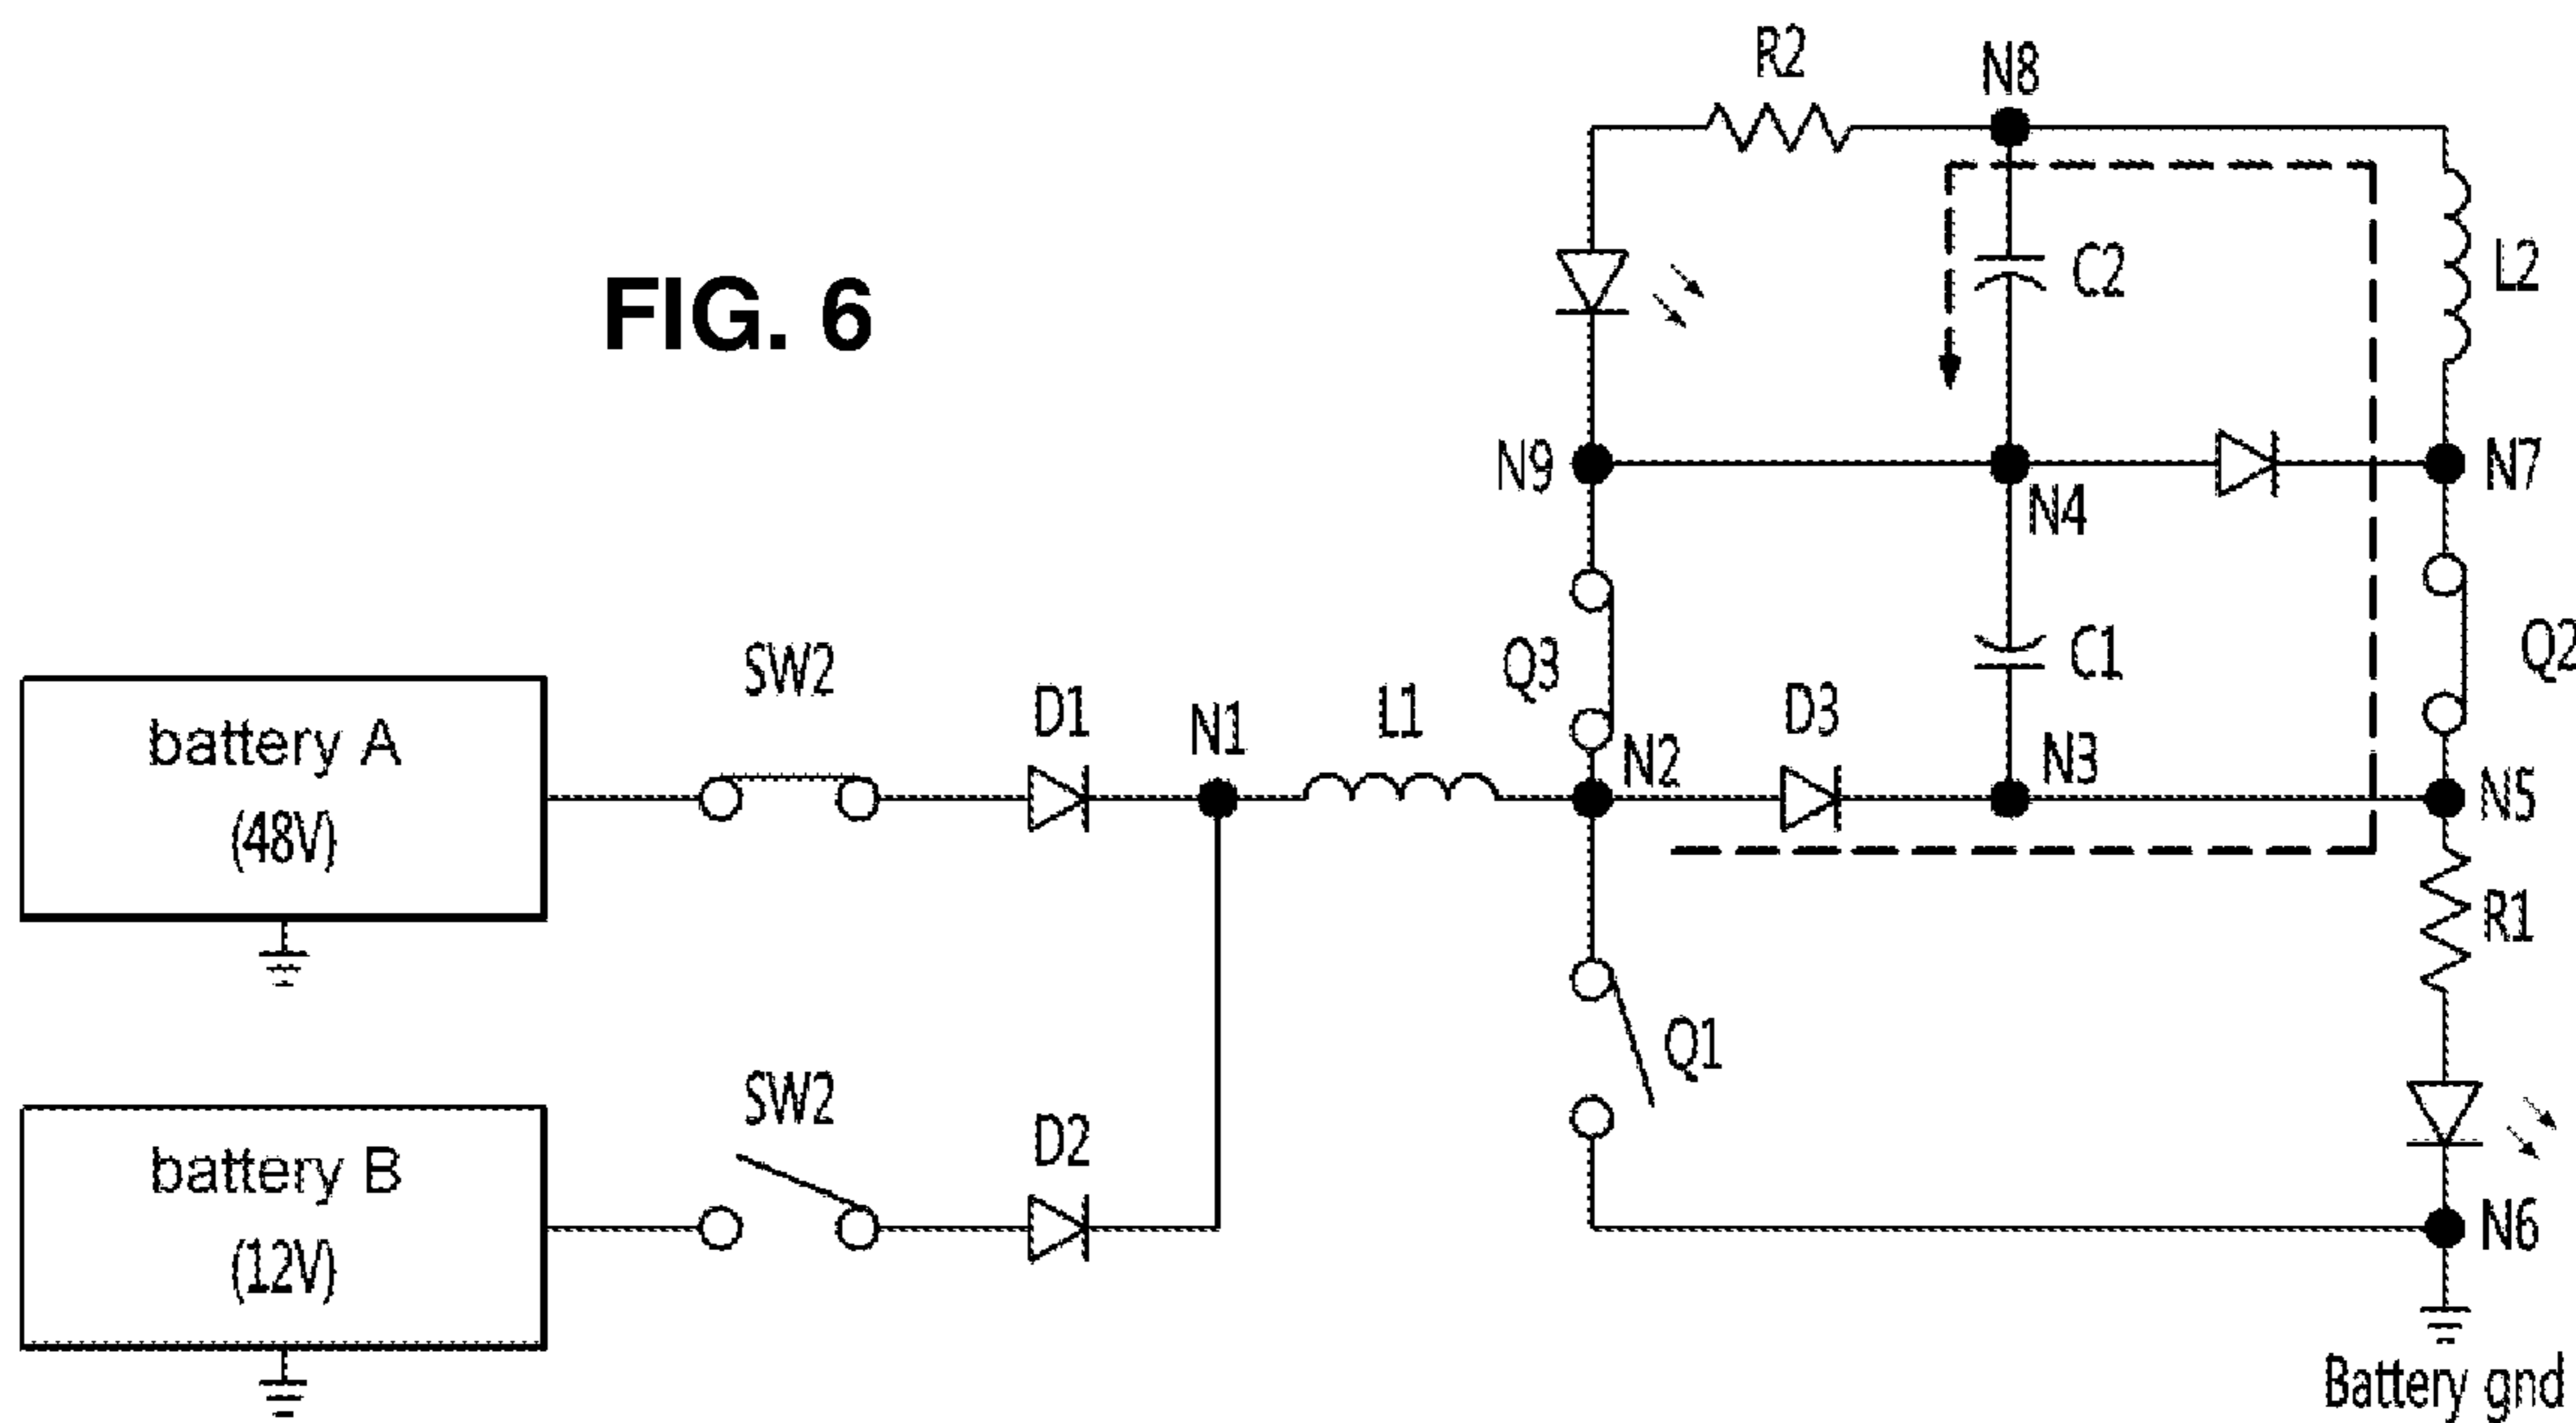 FIG. 6
R2
N8
C2
L2
N9
N4
N7
Q3
C1
Q2
SW2
D1
N1
L1
N2
D3
N3
N5
battery A
(48V)
R1
Q1
SW2
D2
battery B
(12V)
N6
Battery gnd